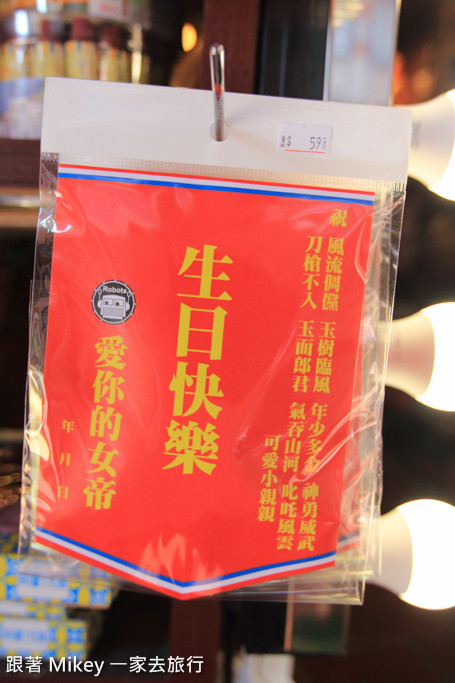 $ 59元
祝 風流倜儻 玉樹臨風 年少多金 神勇威武
刀槍不入 玉面郎君 氣吞山河 叱吒風雲
可愛小親親
生日快樂
Robots
愛你的女帝
年 月 日
跟著 Mikey 一家去旅行